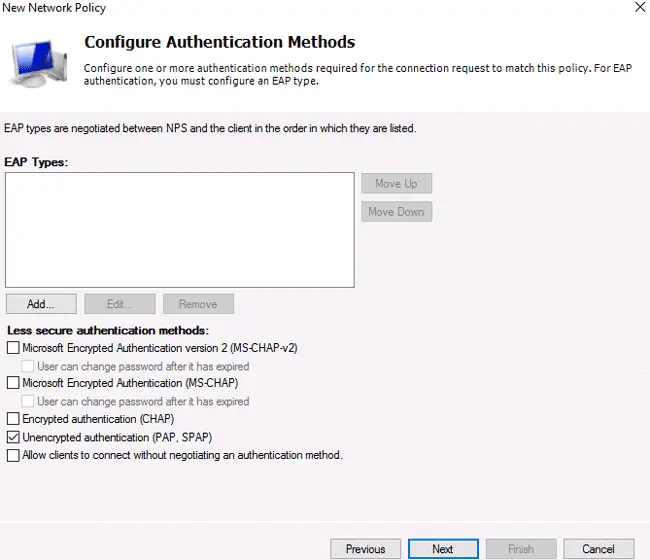 New Network Policy
Configure Authentication Methods
Configure one or more authentication methods required for the connection request to match this policy. For EAP
authentication, you must configure an EAP type.
EAP types are negotiated between NPS and the client in the order in which they are listed.
EAP Types:
Move Up
Move Down
Add... Edit... Remove
Less secure authentication methods:
Microsoft Encrypted Authentication version 2 (MS-CHAP-v2)
User can change password after it has expired
Microsoft Encrypted Authentication (MS-CHAP)
User can change password after it has expired
Encrypted authentication (CHAP)
Unencrypted authentication (PAP, SPAP)
Allow clients to connect without negotiating an authentication method.
Previous Next Finish Cancel